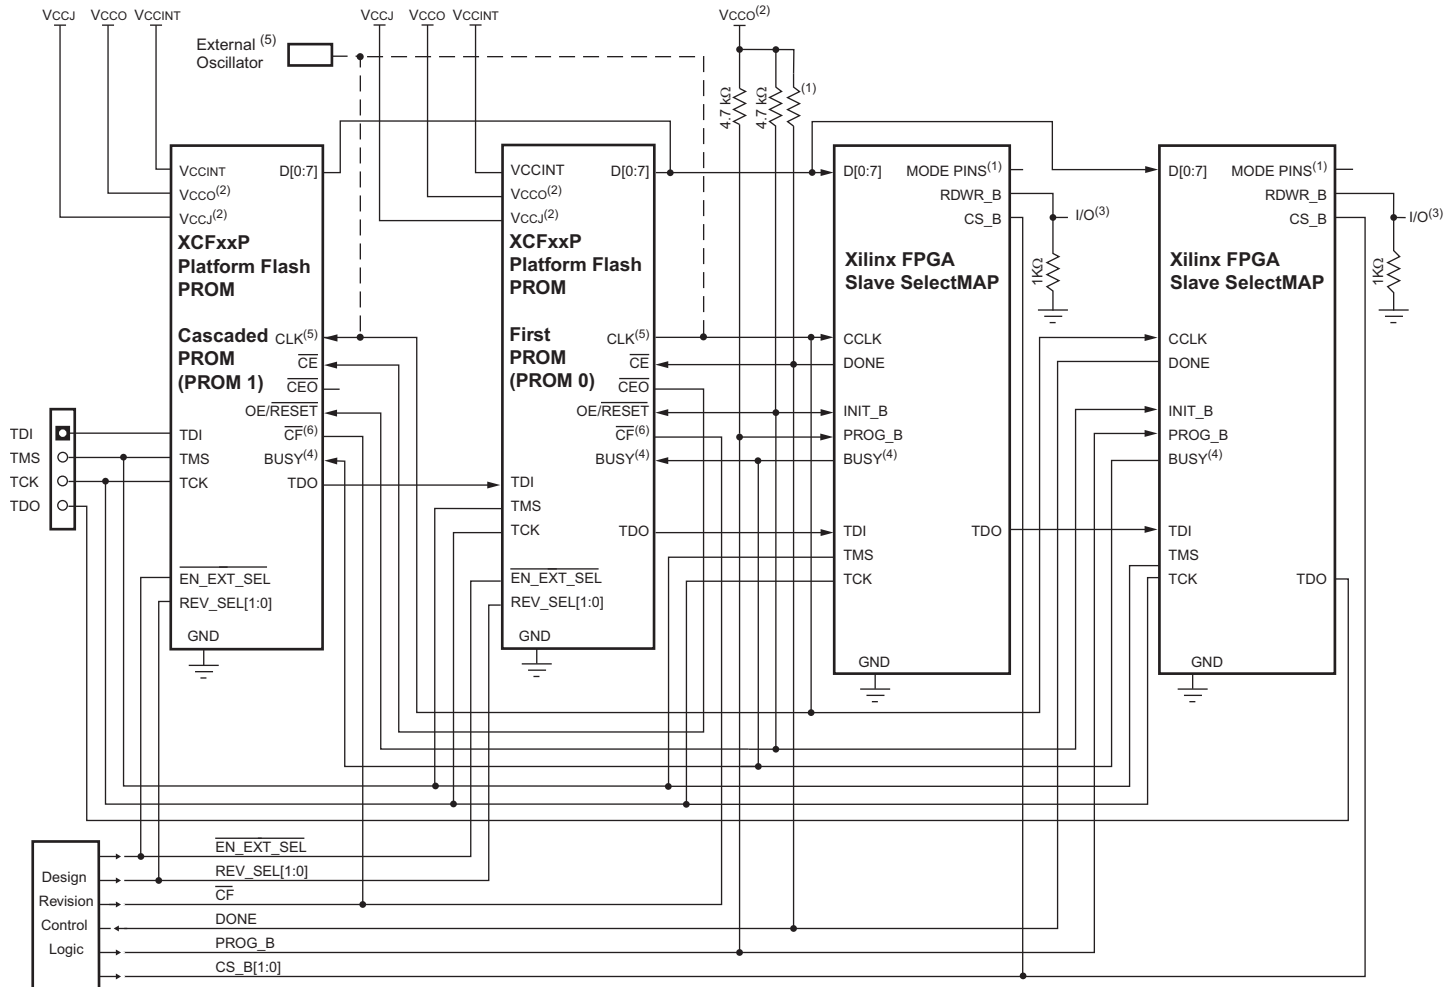 VCCJ VCCO VCCINT
VCCJ VCCO VCCINT
VCCO(2)
External (5)
Oscillator
4.7 kΩ
4.7 kΩ
(1)
VCCINT
VCCO(2)
VCCJ(2)
D[0:7]
XCFxxP
Platform Flash
PROM
Cascaded
PROM
(PROM 1)
CLK(5)
CE
CEO
OE/RESET
CF(6)
BUSY(4)
TDO
TDI
TMS
TCK
EN_EXT_SEL
REV_SEL[1:0]
GND
TDI
TMS
TCK
TDO
VCCINT
VCCO(2)
VCCJ(2)
D[0:7]
XCFxxP
Platform Flash
PROM
First
PROM
(PROM 0)
CLK(5)
CE
CEO
OE/RESET
CF(6)
BUSY(4)
TDI
TMS
TCK
TDO
EN_EXT_SEL
REV_SEL[1:0]
GND
D[0:7]
MODE PINS(1)
RDWR_B
CS_B
I/O(3)
1KΩ
Xilinx FPGA
Slave SelectMAP
CCLK
DONE
INIT_B
PROG_B
BUSY(4)
TDI
TMS
TCK
TDO
GND
D[0:7]
MODE PINS(1)
RDWR_B
CS_B
I/O(3)
1KΩ
Xilinx FPGA
Slave SelectMAP
CCLK
DONE
INIT_B
PROG_B
BUSY(4)
TDI
TMS
TCK
TDO
GND
Design
Revision
Control
Logic
EN_EXT_SEL
REV_SEL[1:0]
CF
DONE
PROG_B
CS_B[1:0]